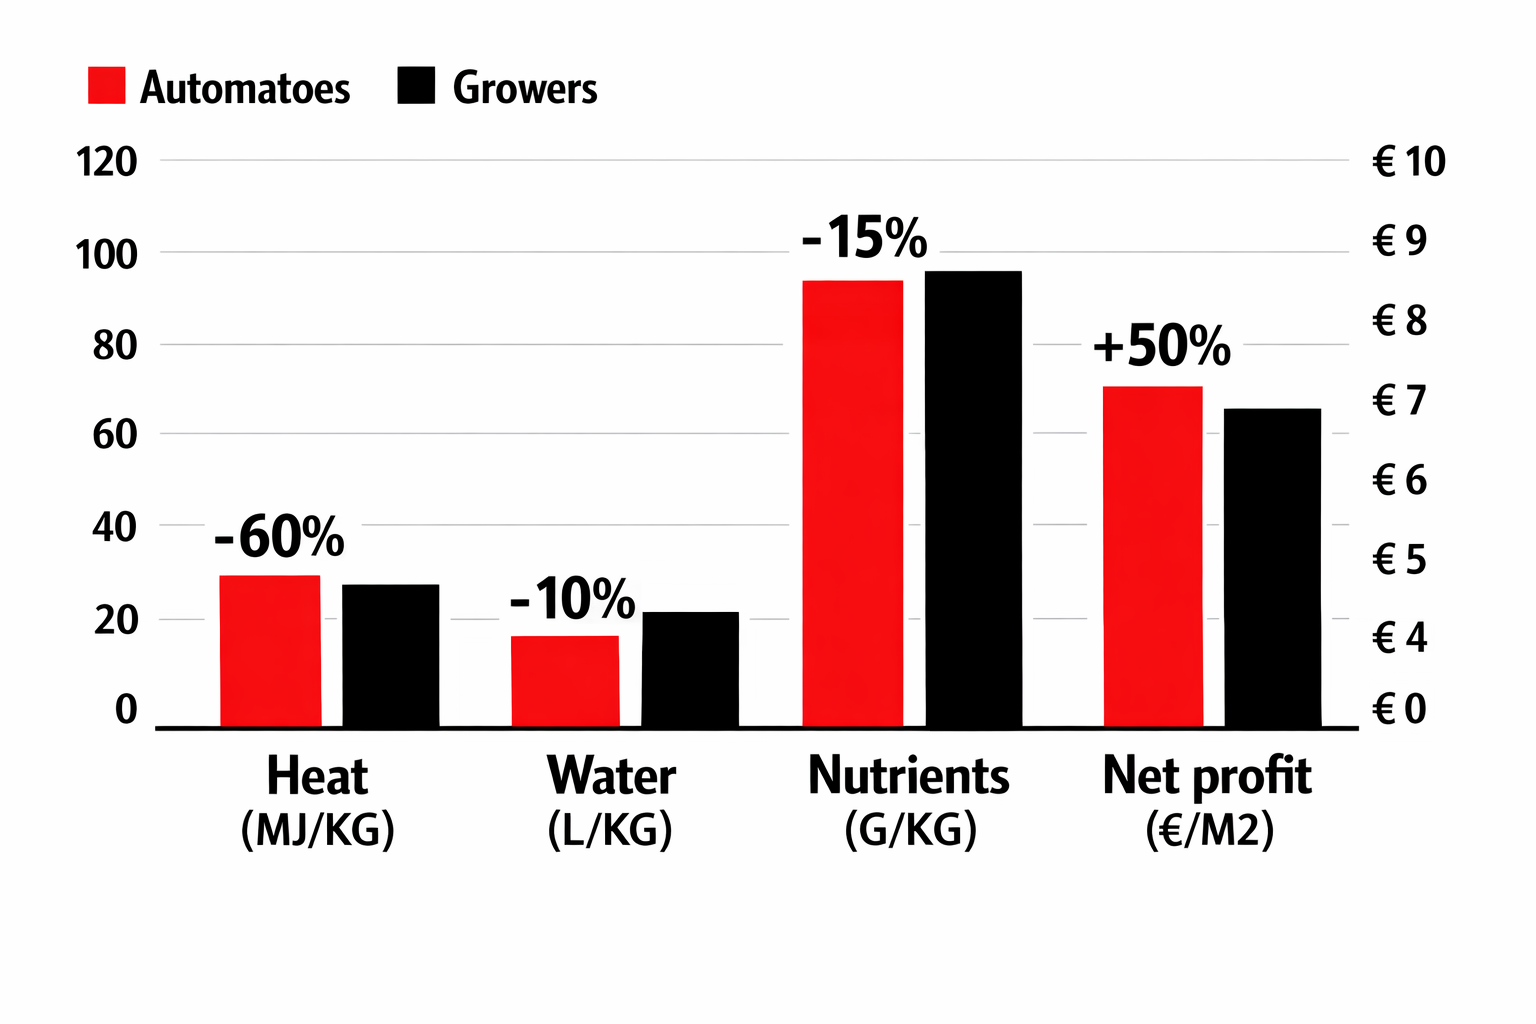 Automatoes Growers
120
100
80
60
40
20
0
€ 10
€ 9
€ 8
€ 7
€ 6
€ 5
€ 4
€ 0
-60%
-10%
-15%
+50%
Heat
(MJ/KG)
Water
(L/KG)
Nutrients
(G/KG)
Net profit
(€/M2)